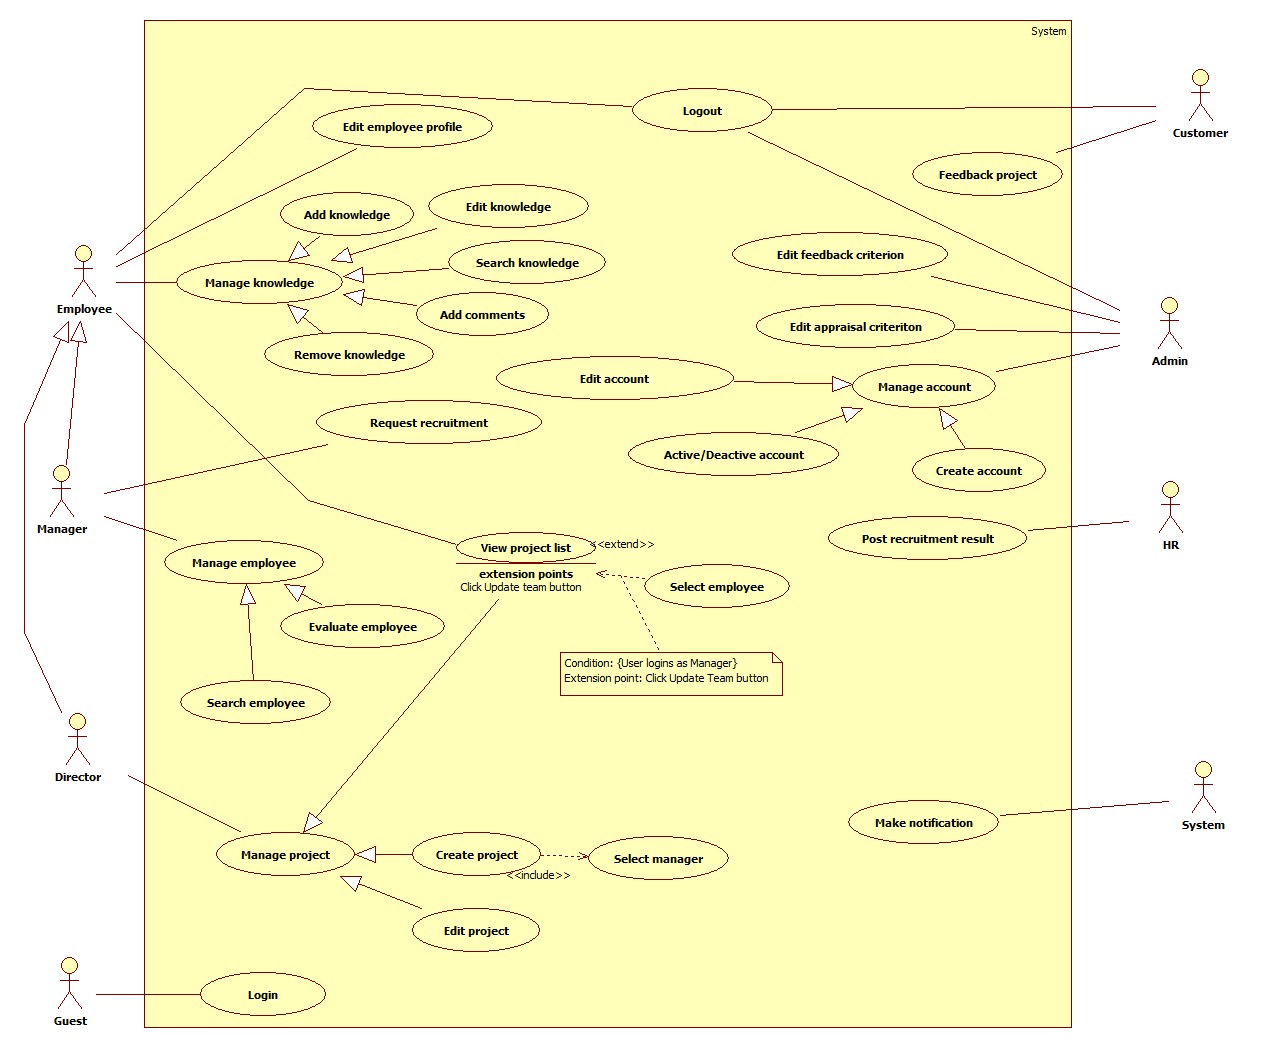 System
Logout
Customer
Edit employee profile
Feedback project
Add knowledge
Edit knowledge
Edit feedback criterion
Search knowledge
Manage knowledge
Employee
Add comments
Edit appraisal criteriton
Remove knowledge
Admin
Edit account
Manage account
Request recruitment
Active/Deactive account
Create account
Manager
Post recruitment result
HR
View project list
<<extend>>
Manage employee
extension points
Click Update team button
Select employee
Evaluate employee
Condition: {User logins as Manager}
Extension point: Click Update Team button
Search employee
Director
Make notification
System
Manage project
Create project
Select manager
<<include>>
Edit project
Login
Guest